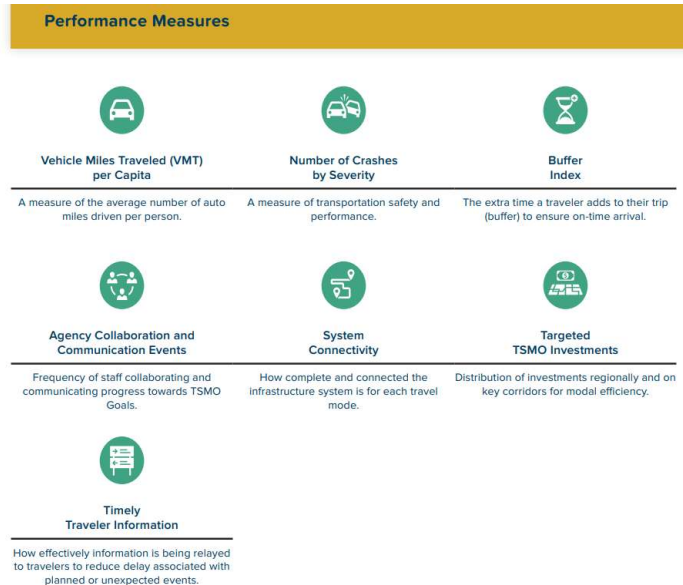 Performance Measures
Vehicle Miles Traveled (VMT)
per Capita
A measure of the average number of auto
miles driven per person.
Number of Crashes
by Severity
A measure of transportation safety and
performance.
Buffer
Index
The extra time a traveler adds to their trip
(buffer) to ensure on-time arrival.
Agency Collaboration and
Communication Events
Frequency of staff collaborating and
communicating progress towards TSMO
Goals.
System
Connectivity
How complete and connected the
infrastructure system is for each travel
mode.
Targeted
TSMO Investments
Distribution of investments regionally and on
key corridors for modal efficiency.
Timely
Traveler Information
How effectively information is being relayed
to travelers to reduce delay associated with
planned or unexpected events.